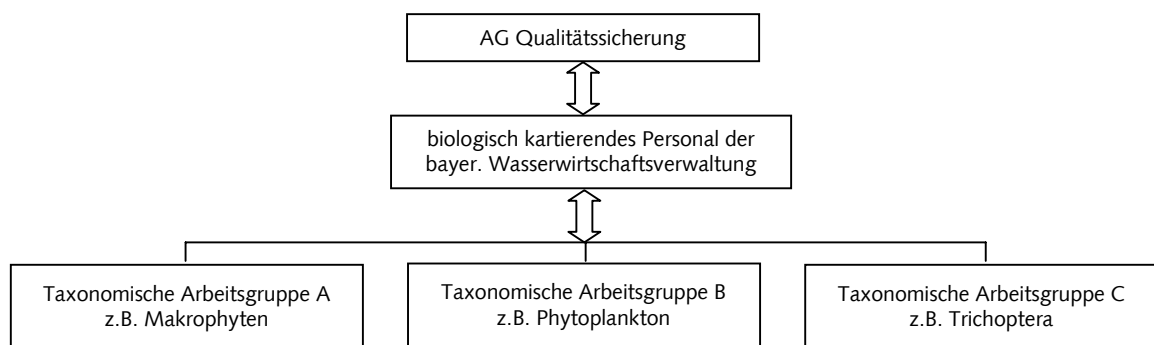 AG Qualitätssicherung
biologisch kartierendes Personal der
bayer. Wasserwirtschaftsverwaltung
Taxonomische Arbeitsgruppe A
z.B. Makrophyten
Taxonomische Arbeitsgruppe B
z.B. Phytoplankton
Taxonomische Arbeitsgruppe C
z.B. Trichoptera